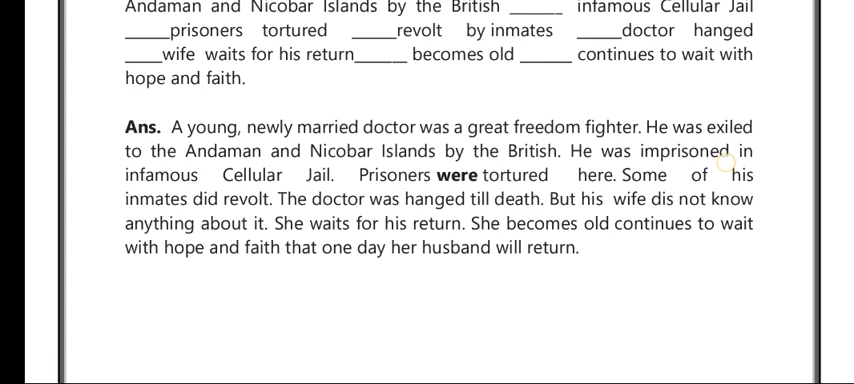 Andaman and Nicobar Islands by the British ______ infamous Cellular Jail
_____prisoners tortured _____revolt by inmates _____doctor hanged
____wife waits for his return______ becomes old ______ continues to wait with
hope and faith.
Ans. A young, newly married doctor was a great freedom fighter. He was exiled
to the Andaman and Nicobar Islands by the British. He was imprisoned in
infamous Cellular Jail. Prisoners were tortured here. Some of his
inmates did revolt. The doctor was hanged till death. But his wife dis not know
anything about it. She waits for his return. She becomes old continues to wait
with hope and faith that one day her husband will return.